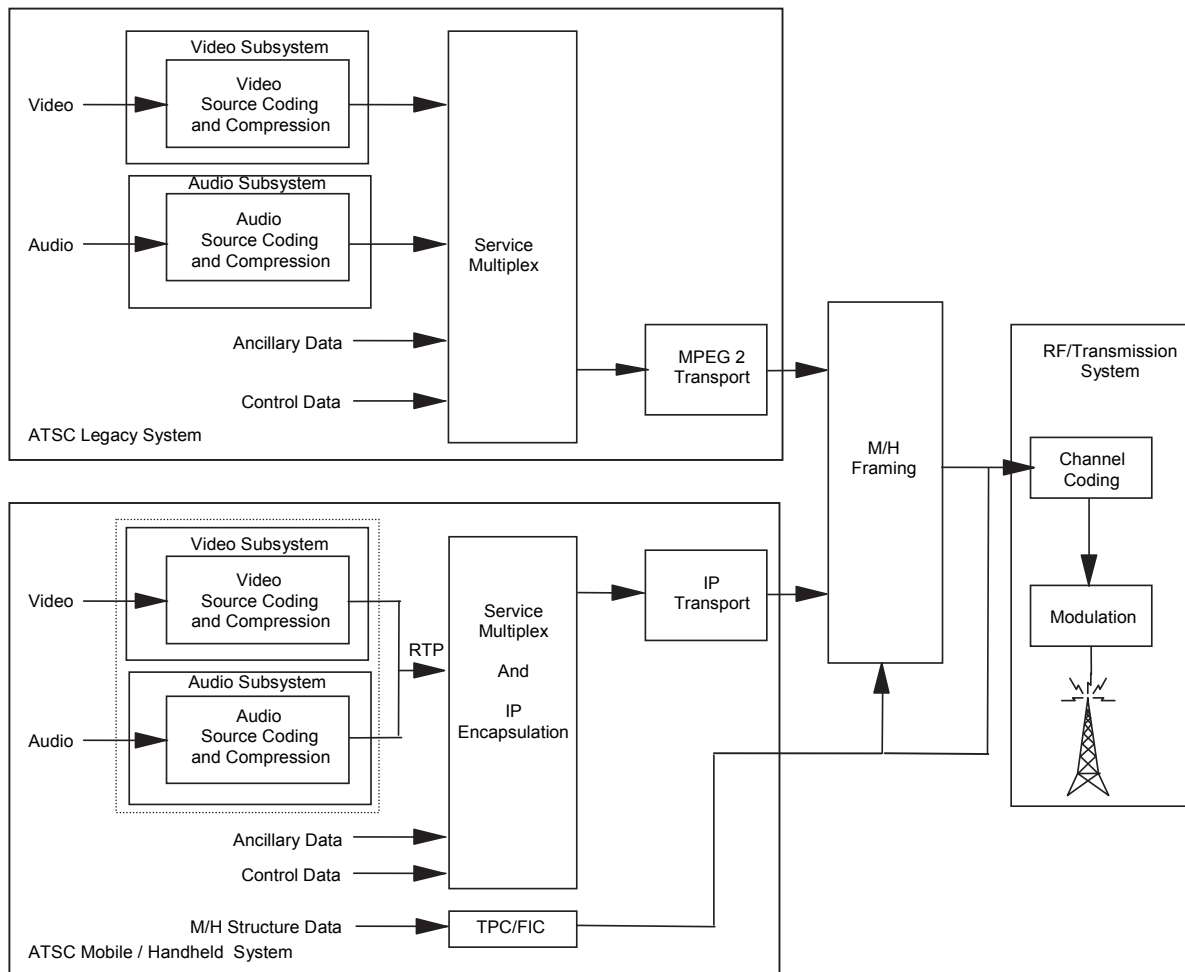 Video Subsystem
Video
Video
Source Coding
and Compression
Audio Subsystem
Audio
Audio
Source Coding
and Compression
Service
Multiplex
Ancillary Data
Control Data
MPEG 2
Transport
ATSC Legacy System
M/H
Framing
RF/Transmission
System
Channel
Coding
Modulation
Video Subsystem
Video
Video
Source Coding
and Compression
RTP
Audio Subsystem
Audio
Audio
Source Coding
and Compression
Service
Multiplex
And
IP
Encapsulation
IP
Transport
Ancillary Data
Control Data
M/H Structure Data
TPC/FIC
ATSC Mobile / Handheld System